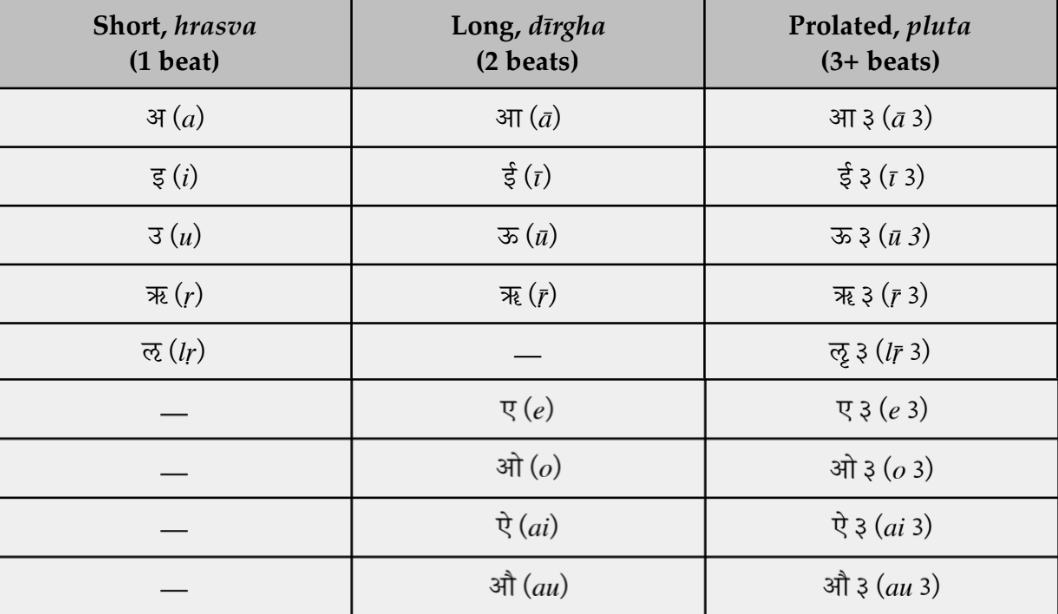 Short, hrasva Long, dīrgha Prolated, pluta
(1 beat) (2 beats) (3+ beats)
अ (a) आ (ā) आ ३ (ā 3)
इ (i) ई (ī) ई ३ (ī 3)
उ (u) ऊ (ū) ऊ ३ (ū 3)
ऋ (ṛ) ॠ (ṝ) ॠ ३ (ṝ 3)
ऌ (lṛ) — ॡ ३ (lṝ 3)
— ए (e) ए ३ (e 3)
— ओ (o) ओ ३ (o 3)
— ऐ (ai) ऐ ३ (ai 3)
— औ (au) औ ३ (au 3)